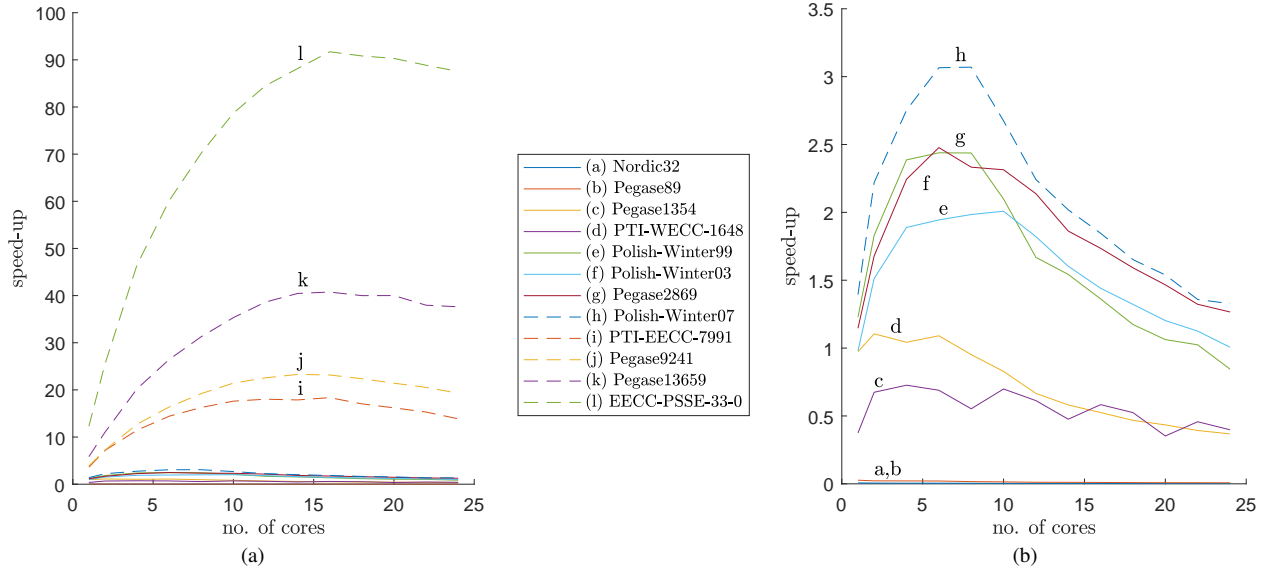 100
90
80
70
60
50
40
30
20
10
0
speed-up
l
k
j
i
0 5 10 15 20 25
no. of cores
(a)
(a) Nordic32
(b) Pegase89
(c) Pegase1354
(d) PTI-WECC-1648
(e) Polish-Winter99
(f) Polish-Winter03
(g) Pegase2869
(h) Polish-Winter07
(i) PTI-EECC-7991
(j) Pegase9241
(k) Pegase13659
(l) EECC-PSSE-33-0
3.5
3
2.5
2
1.5
1
0.5
0
speed-up
h
g
f
e
d
c
a,b
0 5 10 15 20 25
no. of cores
(b)